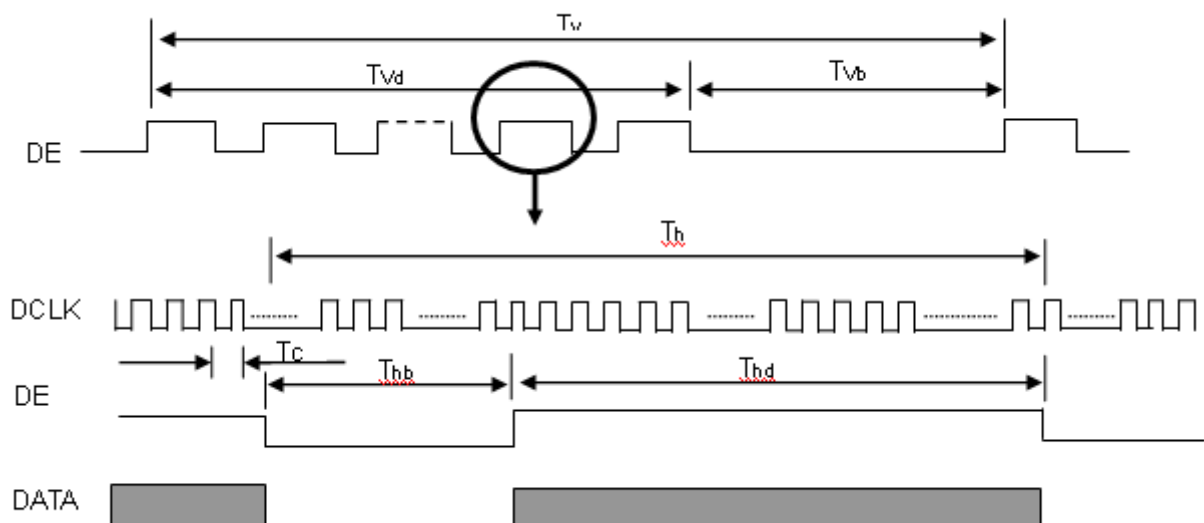 Tv
Tvd
Tvb
DE
Th
DCLK
Tc
Thb
Thd
DE
DATA